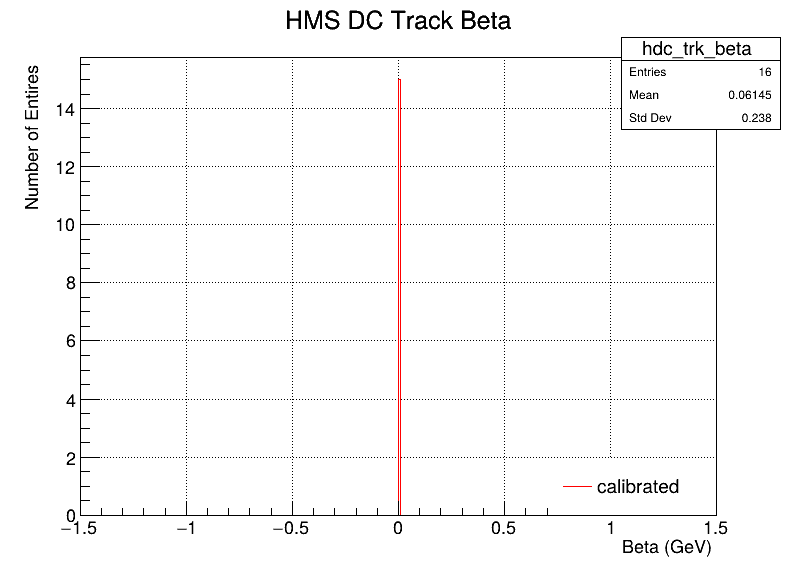 HMS DC Track Beta
hdc_trk_beta
Entries 16
Mean 0.06145
Std Dev 0.238
Number of Entires
14
12
10
8
6
4
2
0
calibrated
−1.5 −1 −0.5 0 0.5 1 1.5
Beta (GeV)